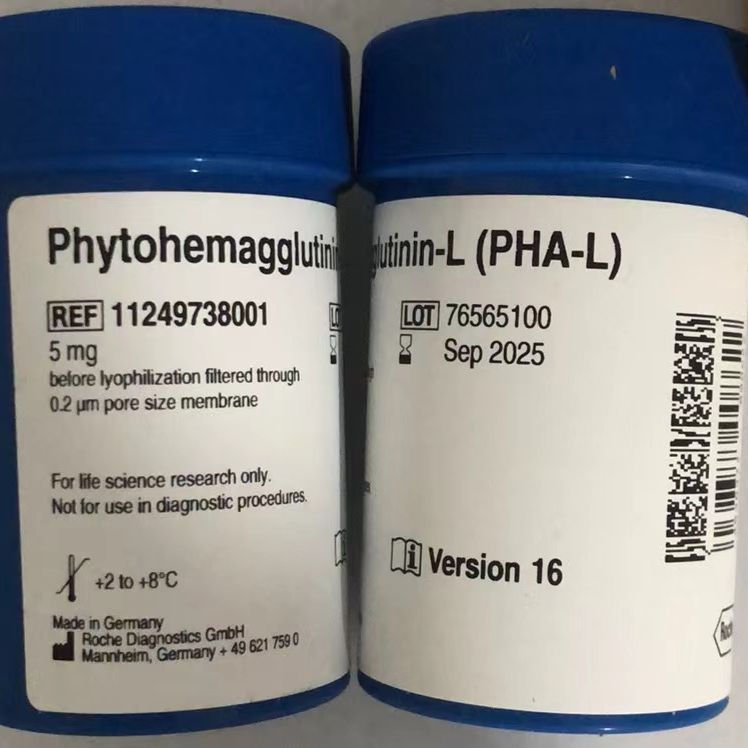 Phytohemagglutinin
REF 11249738001
5 mg
before lyophilization filtered through
0.2 µm pore size membrane
For life science research only.
Not for use in diagnostic procedures.
+2 to +8°C
Made in Germany
Roche Diagnostics GmbH
Mannheim, Germany + 49 621 759 0
glutinin-L (PHA-L)
LOT 76565100
Sep 2025
i Version 16